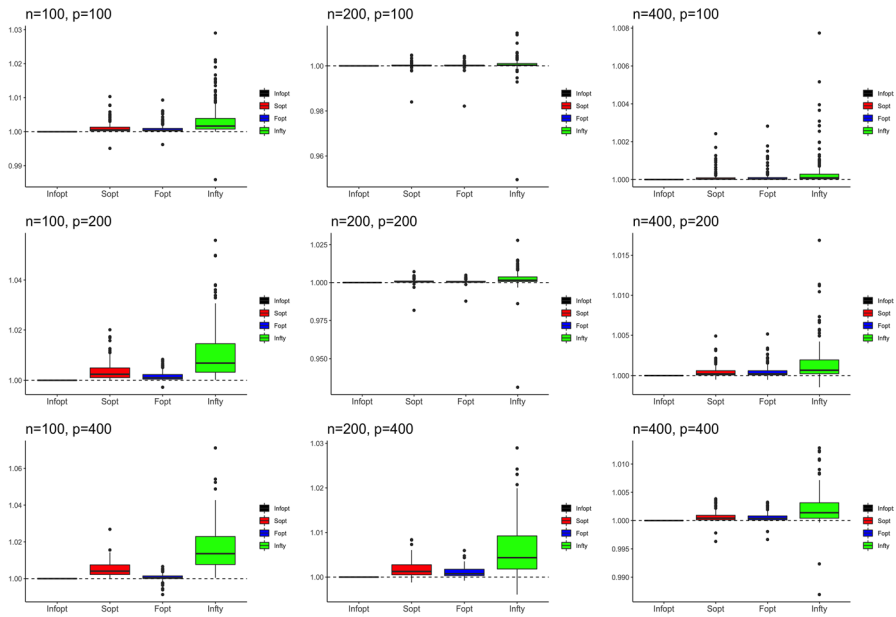 n=100, p=100
1.03
1.02
1.01
1.00
0.99
Infopt Sopt Fopt Infty
Infopt
Sopt
Fopt
Infty
n=200, p=100
1.00
0.98
0.96
Infopt Sopt Fopt Infty
Infopt
Sopt
Fopt
Infty
n=400, p=100
1.008
1.006
1.004
1.002
1.000
Infopt Sopt Fopt Infty
Infopt
Sopt
Fopt
Infty
n=100, p=200
1.04
1.02
1.00
Infopt Sopt Fopt Infty
Infopt
Sopt
Fopt
Infty
n=200, p=200
1.025
1.000
0.975
0.950
Infopt Sopt Fopt Infty
Infopt
Sopt
Fopt
Infty
n=400, p=200
1.015
1.010
1.005
1.000
Infopt Sopt Fopt Infty
Infopt
Sopt
Fopt
Infty
n=100, p=400
1.06
1.04
1.02
1.00
Infopt Sopt Fopt Infty
Infopt
Sopt
Fopt
Infty
n=200, p=400
1.03
1.02
1.01
1.00
Infopt Sopt Fopt Infty
Infopt
Sopt
Fopt
Infty
n=400, p=400
1.010
1.005
1.000
0.995
0.990
Infopt Sopt Fopt Infty
Infopt
Sopt
Fopt
Infty